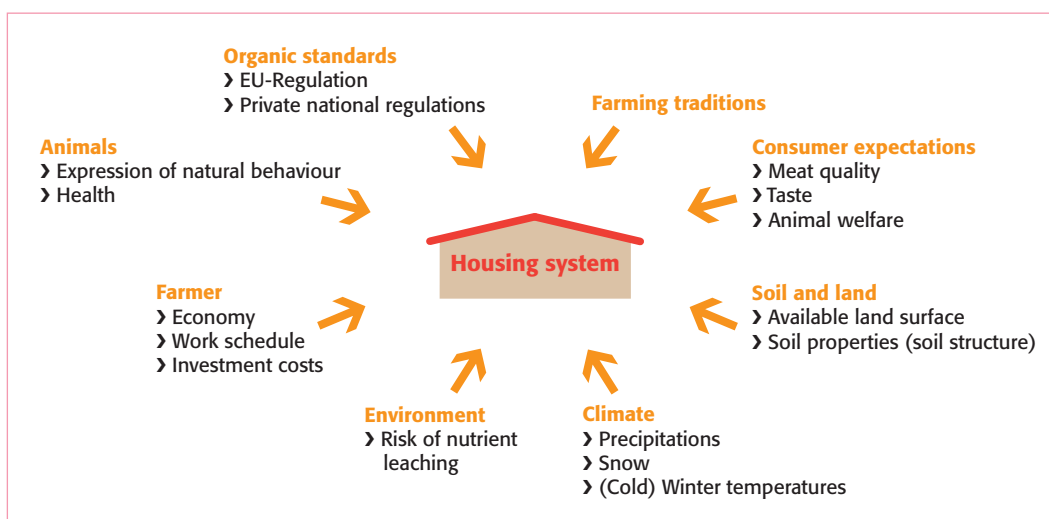 Organic standards
❯ EU-Regulation
❯ Private national regulations
Farming traditions
Animals
❯ Expression of natural behaviour
❯ Health
Consumer expectations
❯ Meat quality
❯ Taste
❯ Animal welfare
Housing system
Farmer
❯ Economy
❯ Work schedule
❯ Investment costs
Soil and land
❯ Available land surface
❯ Soil properties (soil structure)
Environment
❯ Risk of nutrient
leaching
Climate
❯ Precipitations
❯ Snow
❯ (Cold) Winter temperatures